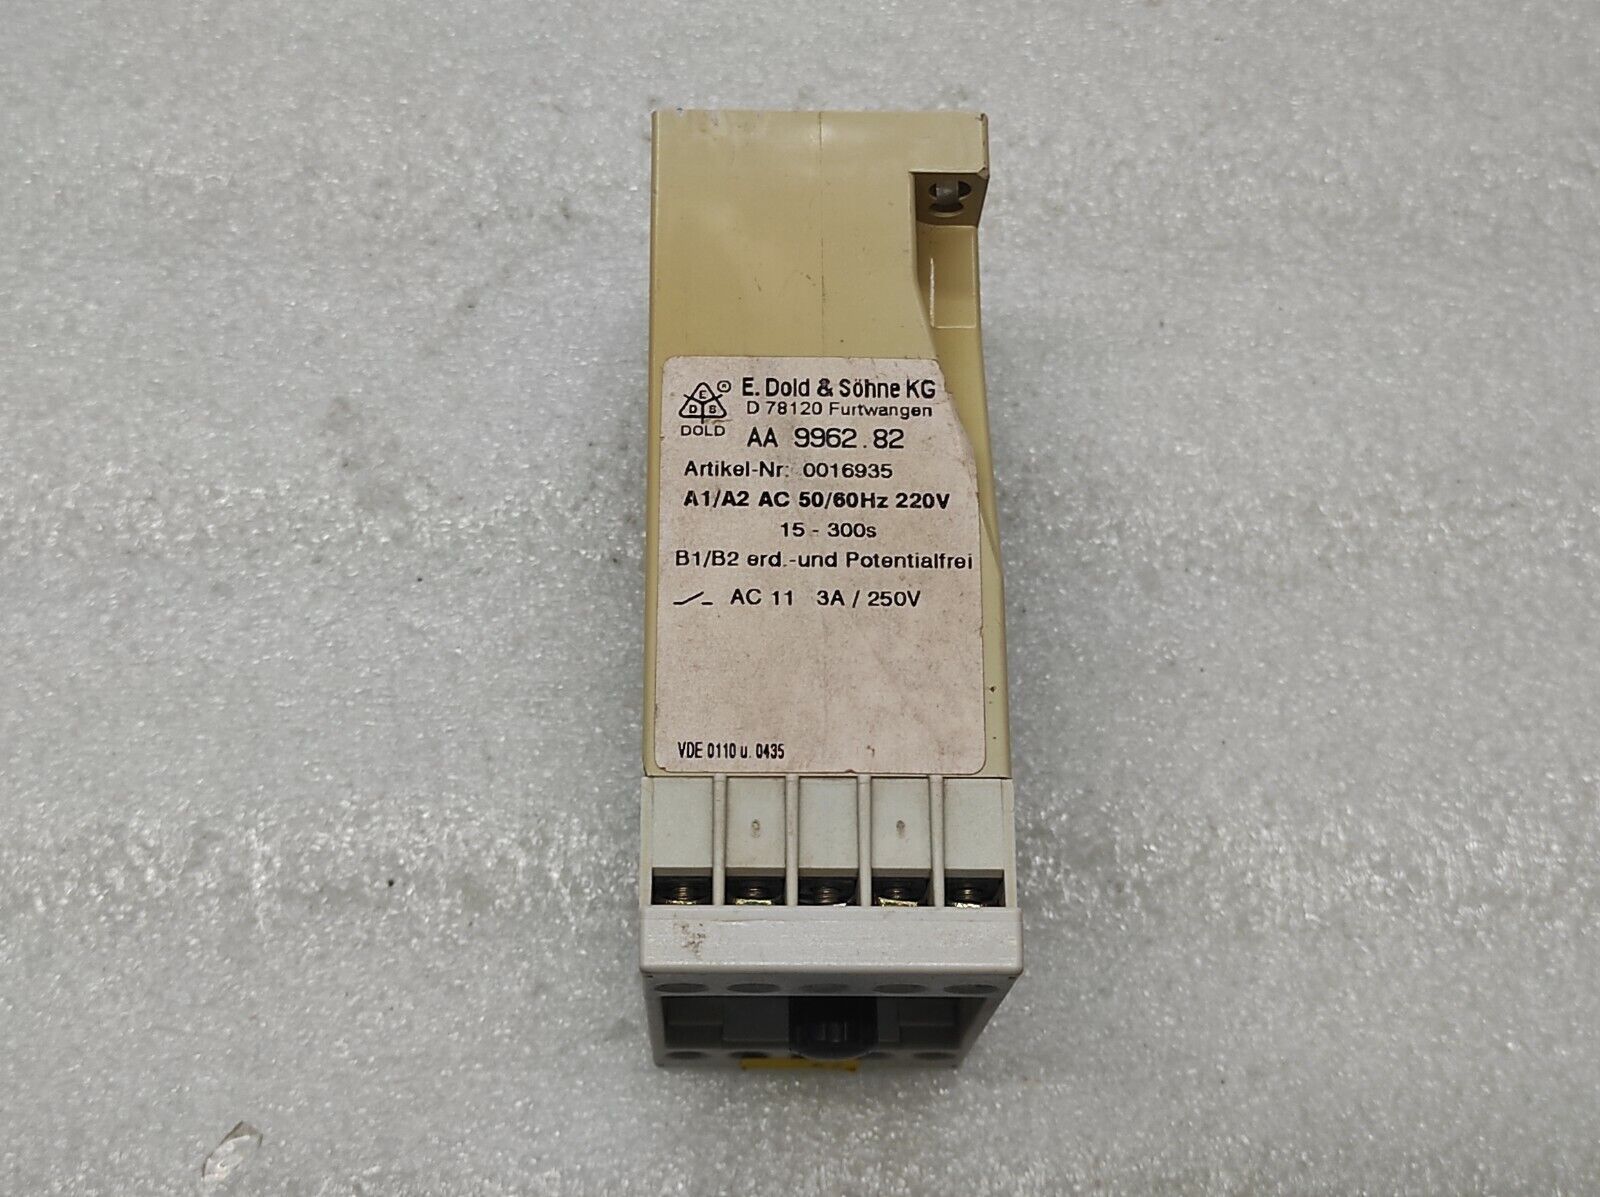 E
D S
®
DOLD
E. Dold & Söhne KG
D 78120 Furtwangen
AA 9962.82
Artikel-Nr: 0016935
A1/A2 AC 50/60Hz 220V
15 - 300s
B1/B2 erd.-und Potentialfrei
AC 11 3A / 250V
VDE 0110 u. 0435